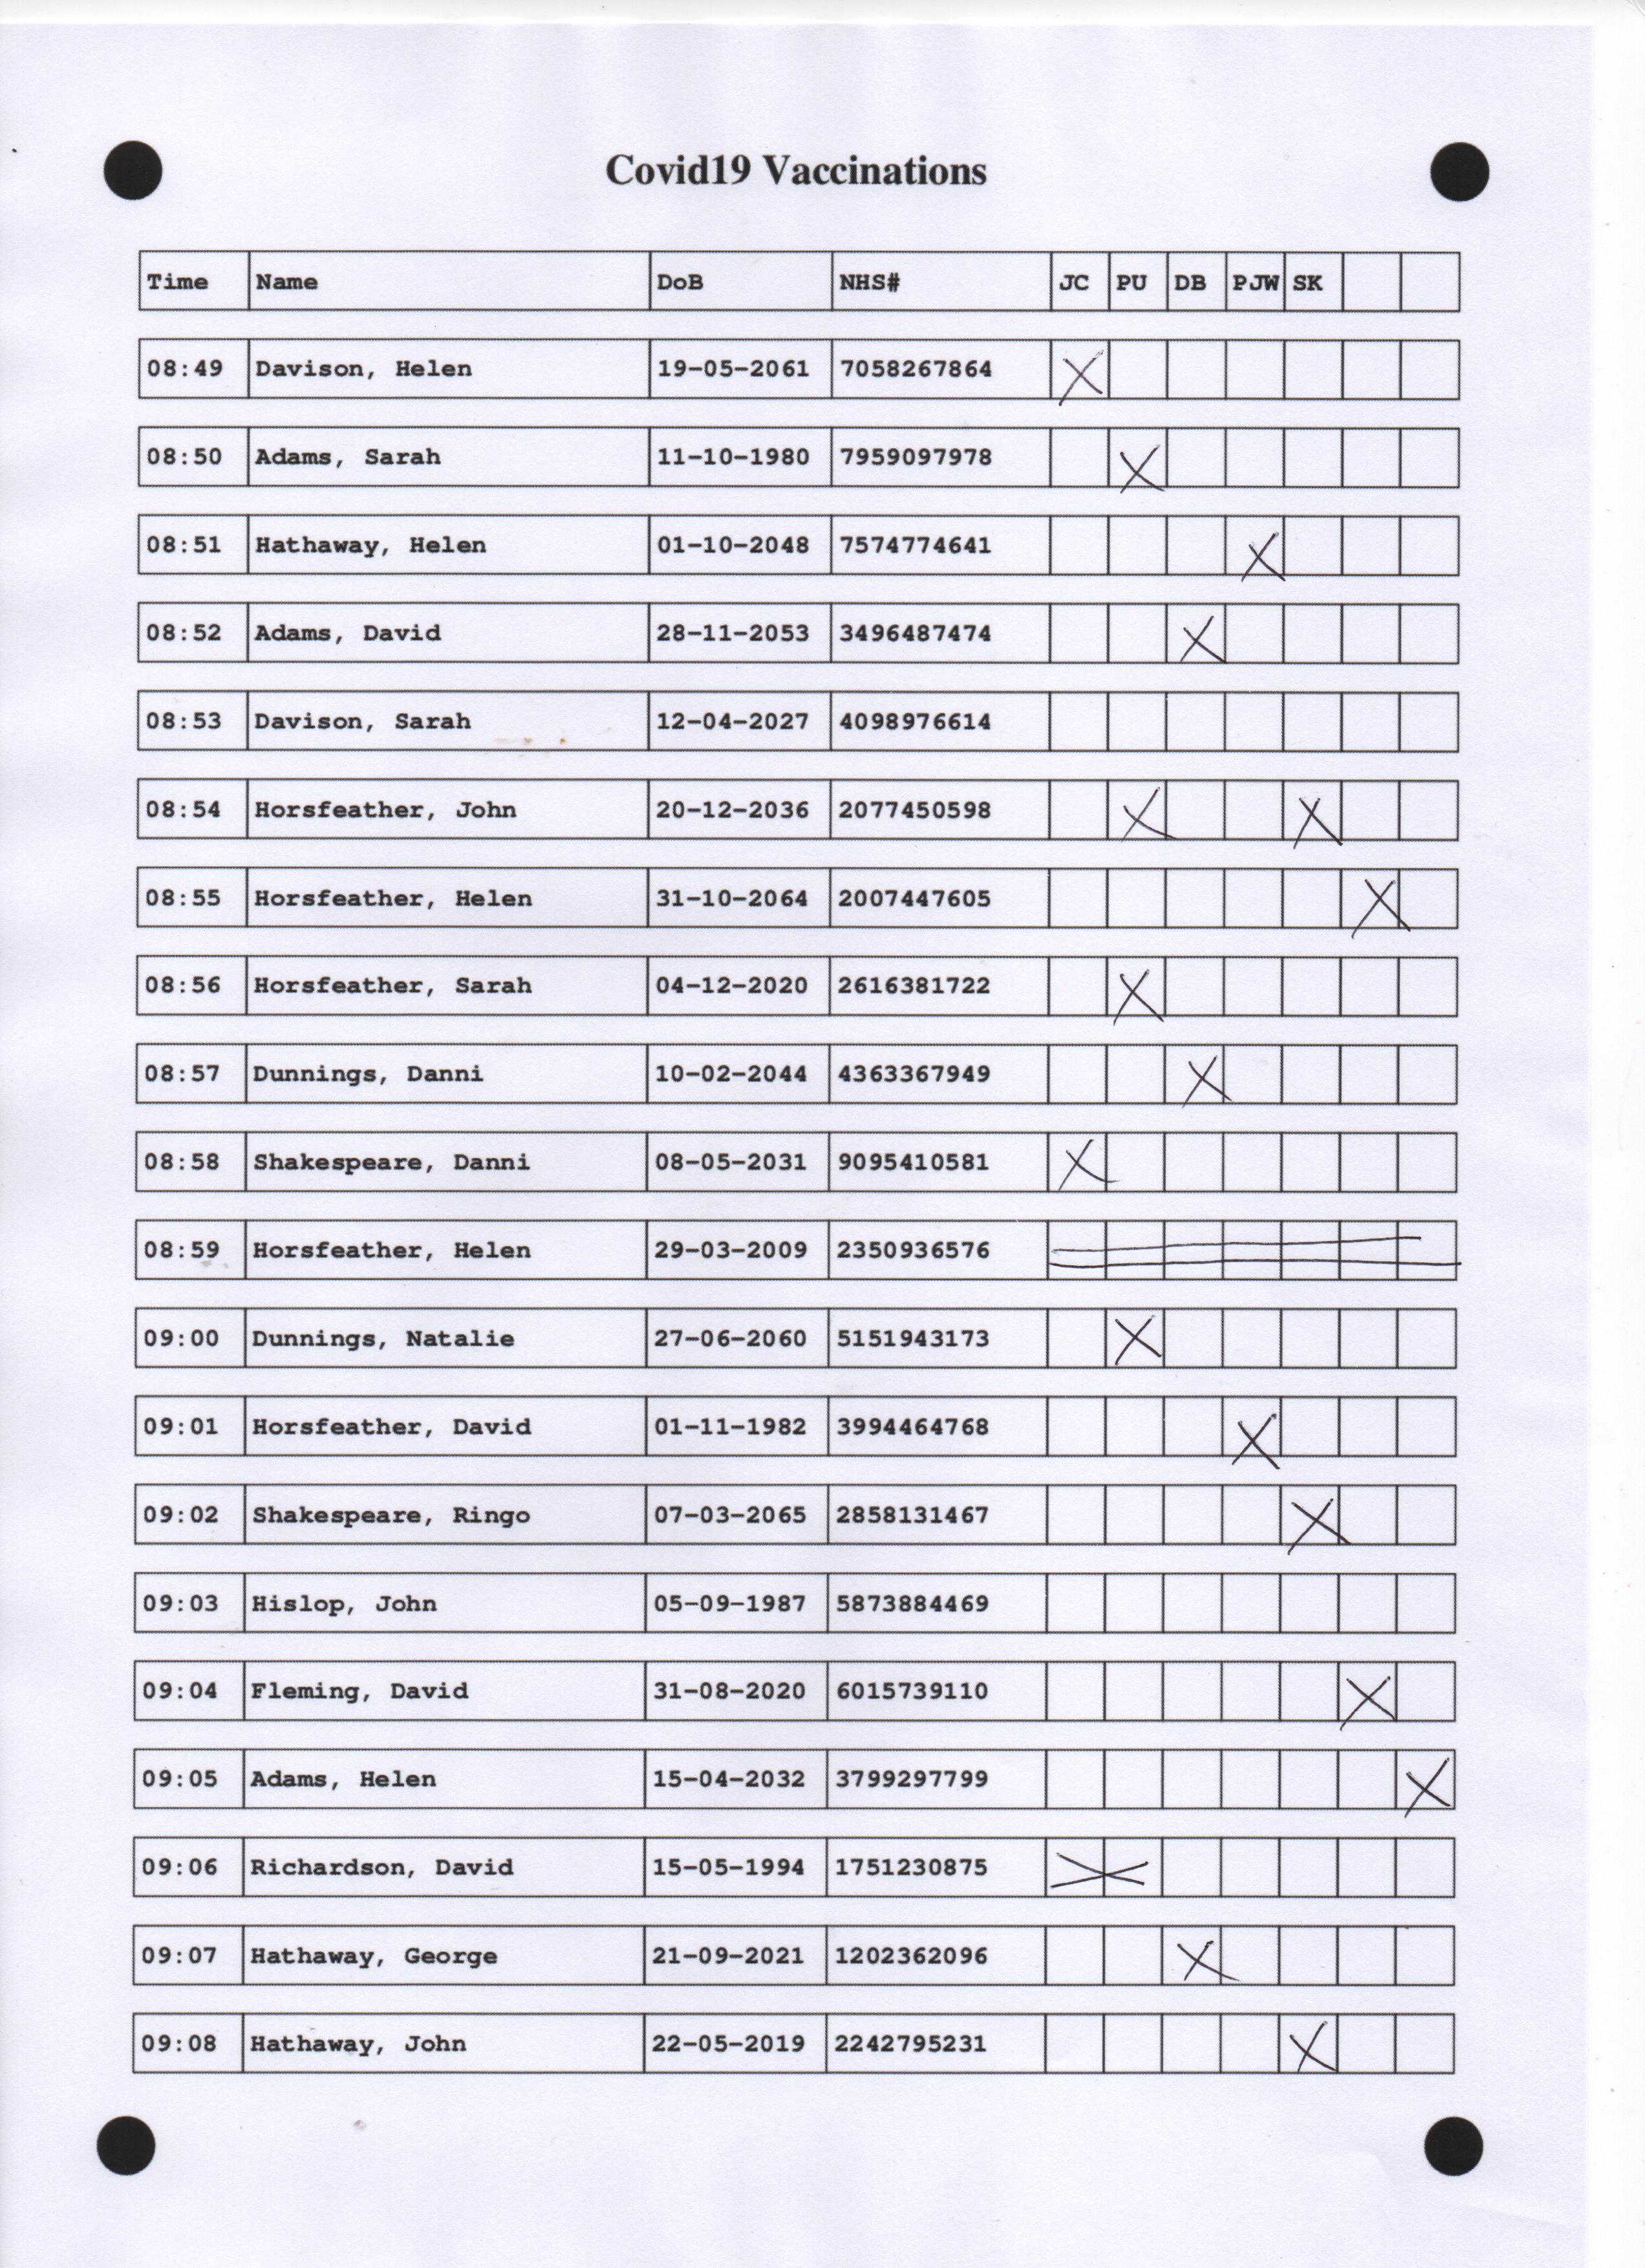 Covid19 Vaccinations
Time Name DoB NHS# JC PU DB PJW SK
08:49 Davison, Helen 19-05-2061 7058267864 X
08:50 Adams, Sarah 11-10-1980 7959097978 X
08:51 Hathaway, Helen 01-10-2048 7574774641 X
08:52 Adams, David 28-11-2053 3496487474 X
08:53 Davison, Sarah 12-04-2027 4098976614
08:54 Horsfeather, John 20-12-2036 2077450598 X X
08:55 Horsfeather, Helen 31-10-2064 2007447605 X
08:56 Horsfeather, Sarah 04-12-2020 2616381722 X
08:57 Dunnings, Danni 10-02-2044 4363367949 X
08:58 Shakespeare, Danni 08-05-2031 9095410581 X
08:59 Horsfeather, Helen 29-03-2009 2350936576
09:00 Dunnings, Natalie 27-06-2060 5151943173 X
09:01 Horsfeather, David 01-11-1982 3994464768 X
09:02 Shakespeare, Ringo 07-03-2065 2858131467 X
09:03 Hislop, John 05-09-1987 5873884469
09:04 Fleming, David 31-08-2020 6015739110 X
09:05 Adams, Helen 15-04-2032 3799297799 X
09:06 Richardson, David 15-05-1994 1751230875 X
09:07 Hathaway, George 21-09-2021 1202362096 X
09:08 Hathaway, John 22-05-2019 2242795231 X